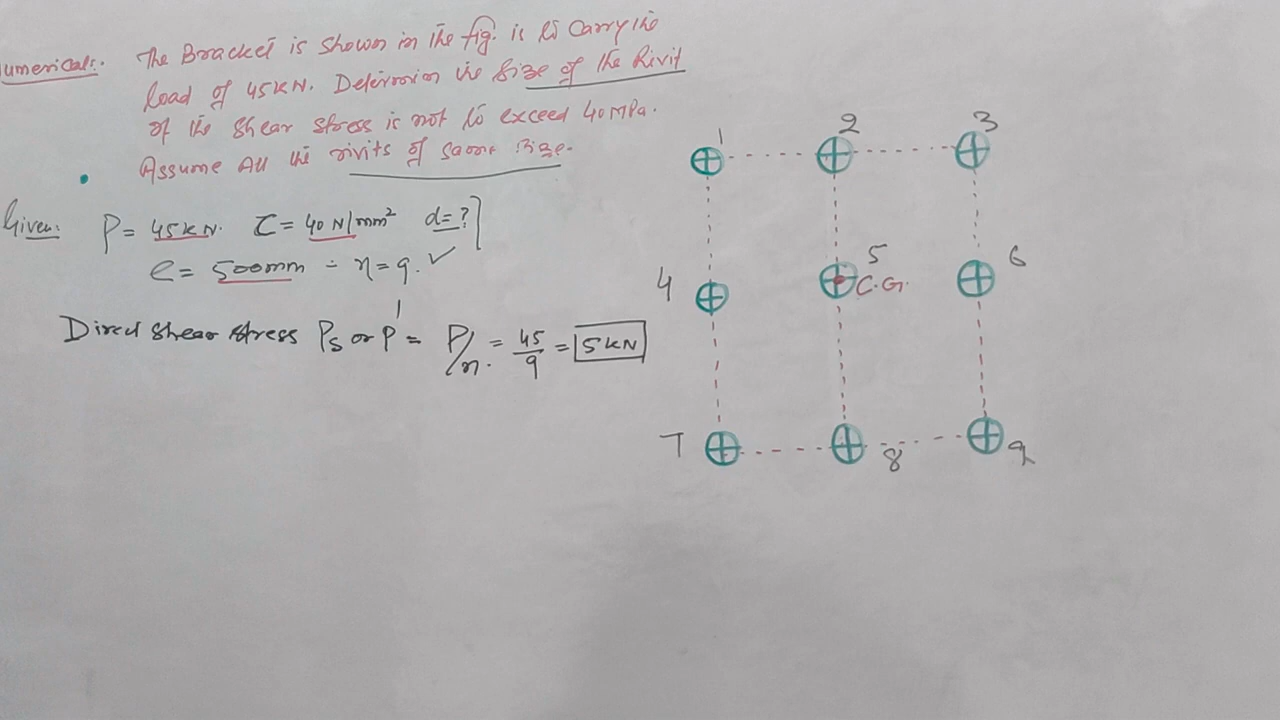 umerical:. The Bracket is shown in the fig. is to carry the
load of 45KN. Determin the Size of the Rivit
of the shear stress is not to exceed 40MPa.
Assume All the rivits of same size.
Given: P= 45KN. τ= 40 N/mm² d=?]
e= 500mm - n=9. ✓
Direct shear stress Ps or P' = P/n. = 45/9 = 5KN
1 2 3
4 5 6
C.G.
7 8 9